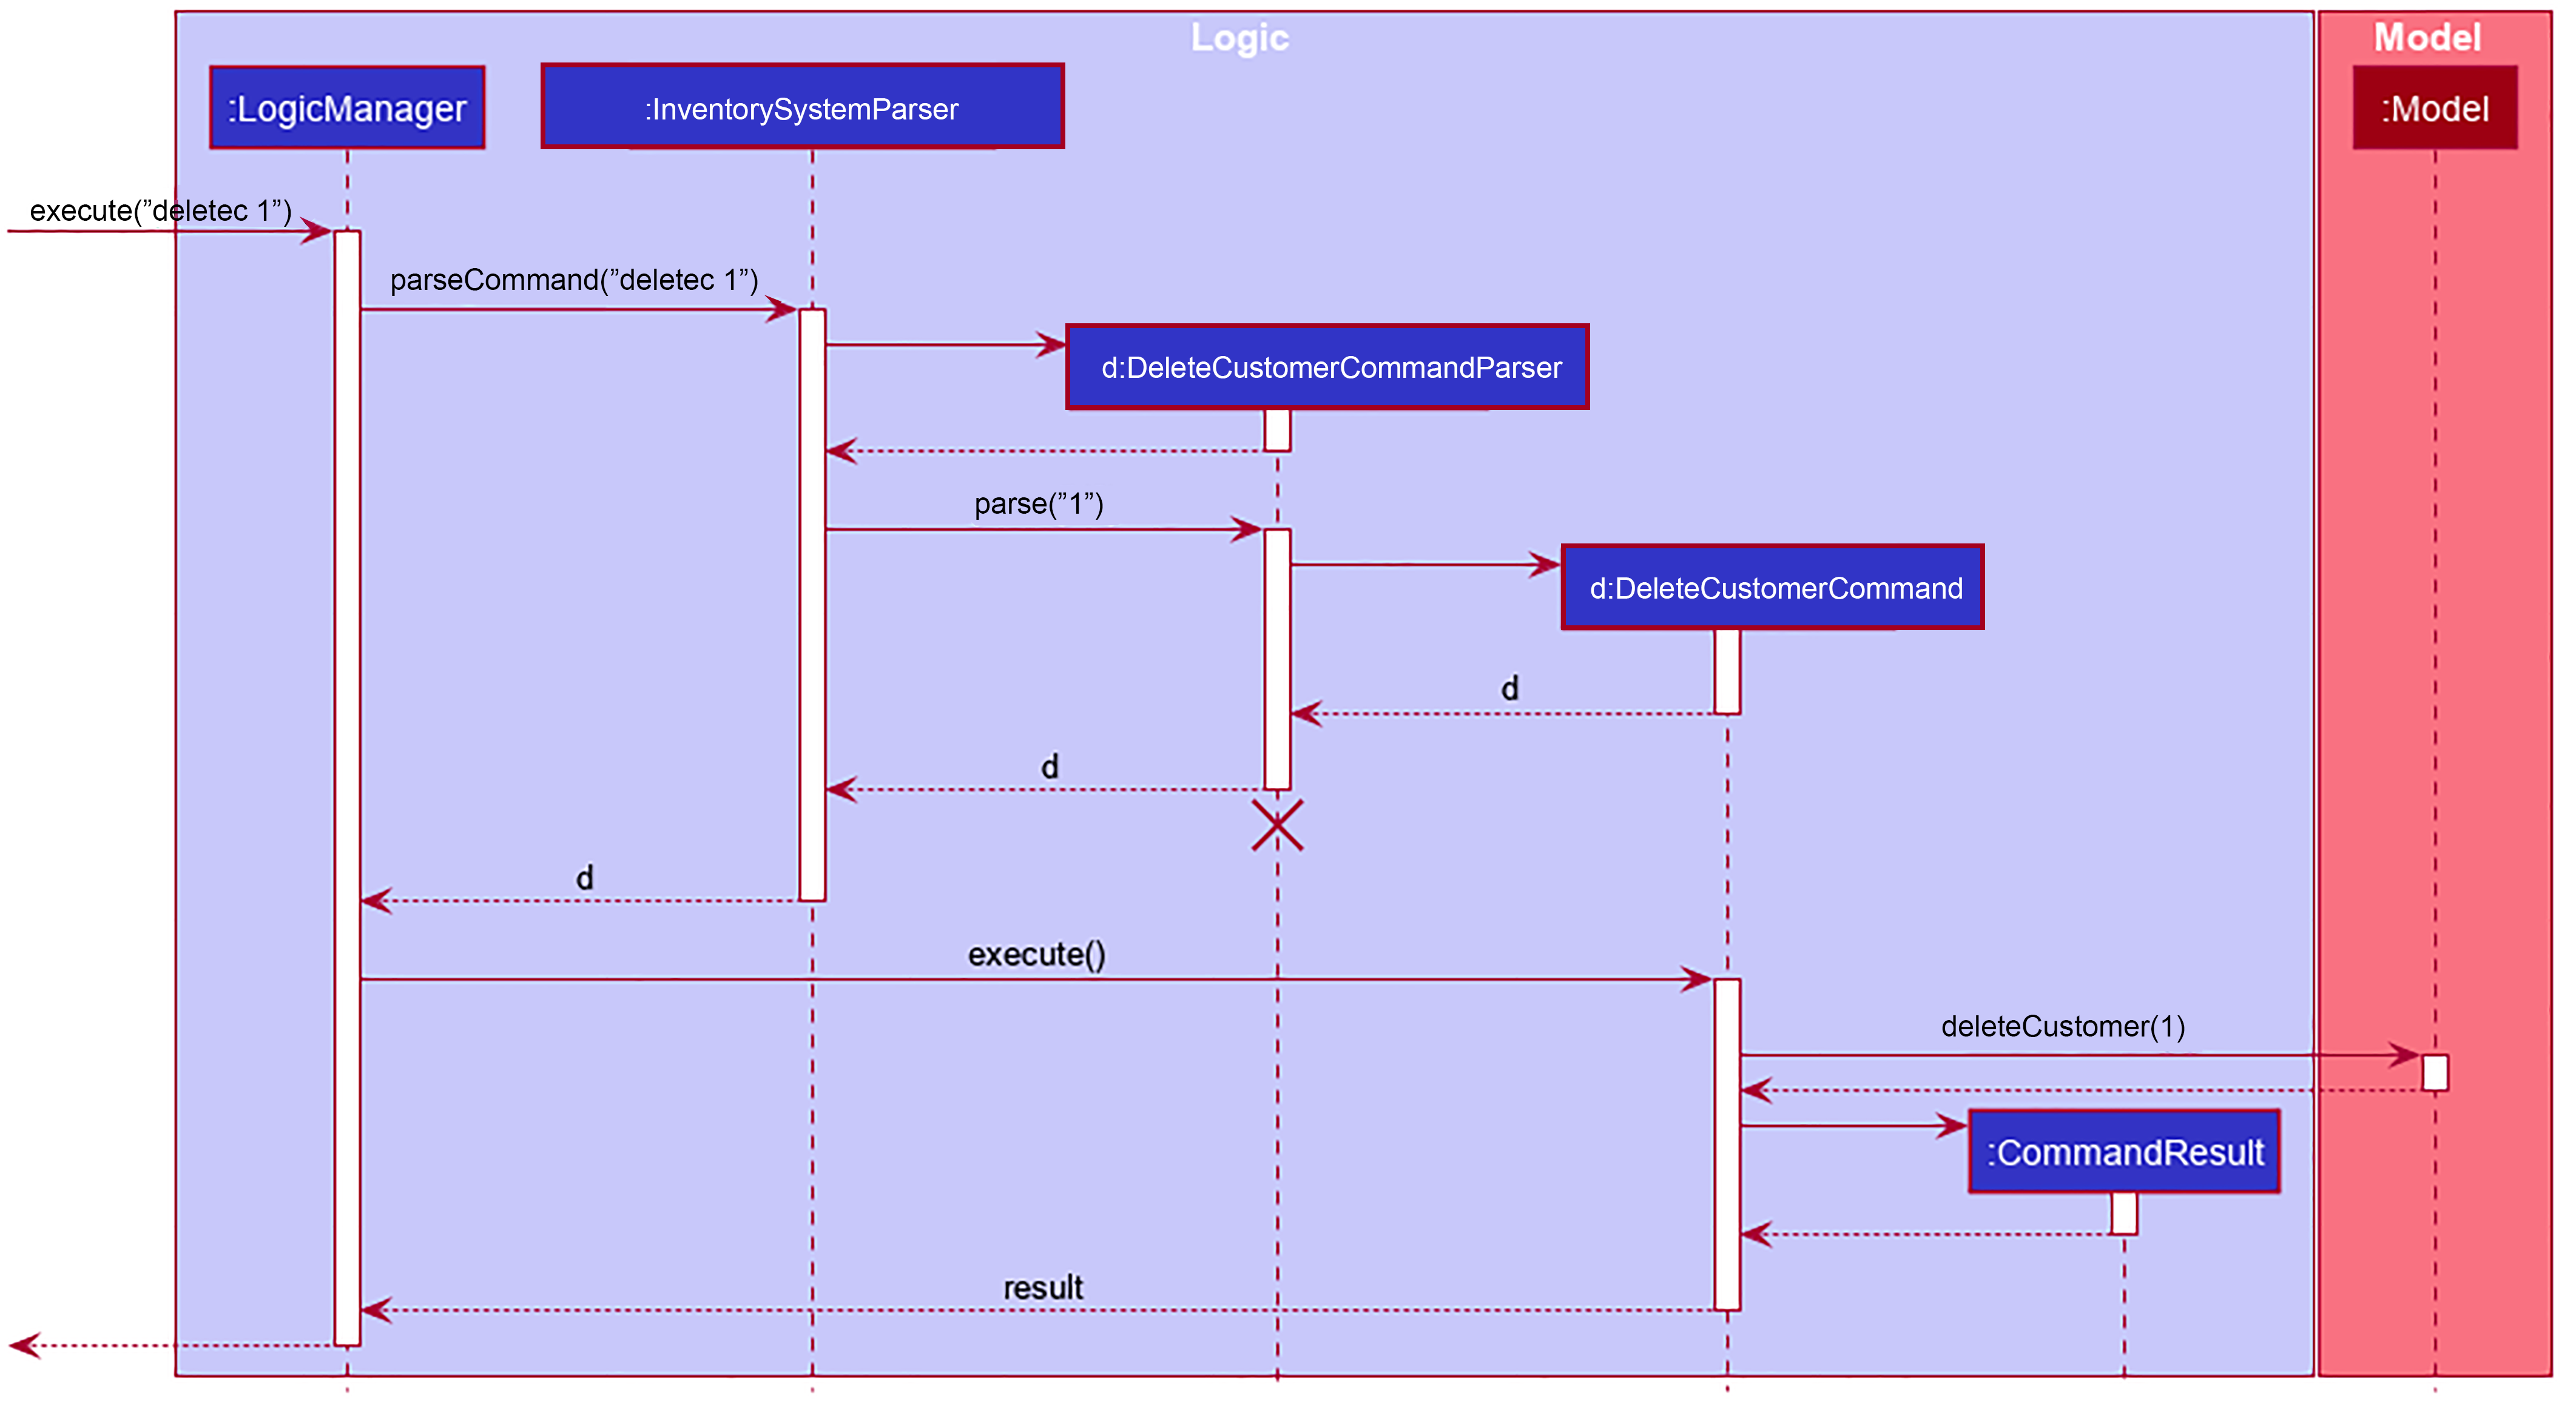 Logic
Model
:LogicManager
:InventorySystemParser
:Model
execute(”deletec 1”)
parseCommand(”deletec 1”)
d:DeleteCustomerCommandParser
parse(”1”)
d:DeleteCustomerCommand
d
d
d
execute()
deleteCustomer(1)
:CommandResult
result